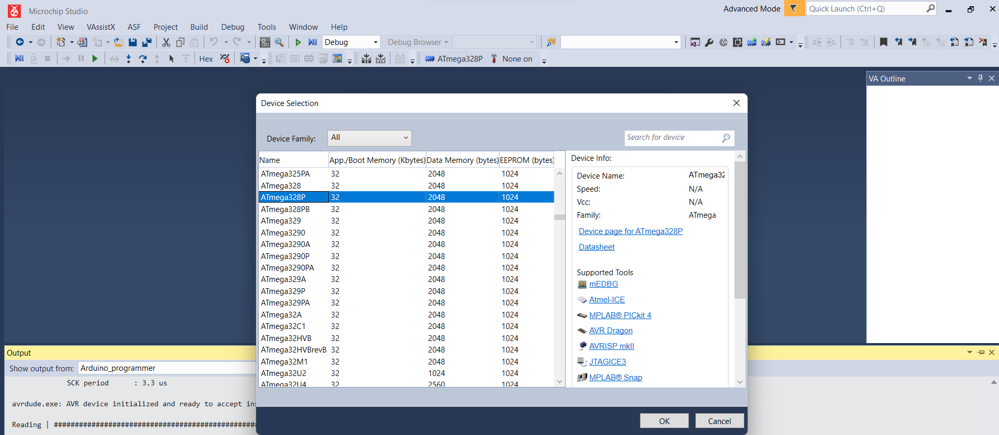 Microchip Studio
Advanced Mode
Quick Launch (Ctrl+Q)
File Edit View VAssistX ASF Project Build Debug Tools Window Help
Debug
Debug Browser
Hex
ATmega328P
None on
VA Outline
Device Selection
Device Family: All
Search for device
Name App./Boot Memory (Kbytes) Data Memory (bytes) EEPROM (bytes)
ATmega325PA 32 2048 1024
ATmega328 32 2048 1024
ATmega328P 32 2048 1024
ATmega328PB 32 2048 1024
ATmega329 32 2048 1024
ATmega3290 32 2048 1024
ATmega3290A 32 2048 1024
ATmega3290P 32 2048 1024
ATmega3290PA 32 2048 1024
ATmega329A 32 2048 1024
ATmega329P 32 2048 1024
ATmega329PA 32 2048 1024
ATmega32A 32 2048 1024
ATmega32C1 32 2048 1024
ATmega32HVB 32 2048 1024
ATmega32HVBrevB 32 2048 1024
ATmega32M1 32 2048 1024
ATmega32U2 32 1024 1024
ATmega32U4 32 2560 1024
Device Info:
Device Name: ATmega32
Speed: N/A
Vcc: N/A
Family: ATmega
Device page for ATmega328P
Datasheet
Supported Tools
mEDBG
Atmel-ICE
MPLAB® PICkit 4
AVR Dragon
AVRISP mkII
JTAGICE3
MPLAB® Snap
OK Cancel
Output
Show output from: Arduino_programmer
SCK period : 3.3 us
avrdude.exe: AVR device initialized and ready to accept ins
Reading | ################################################